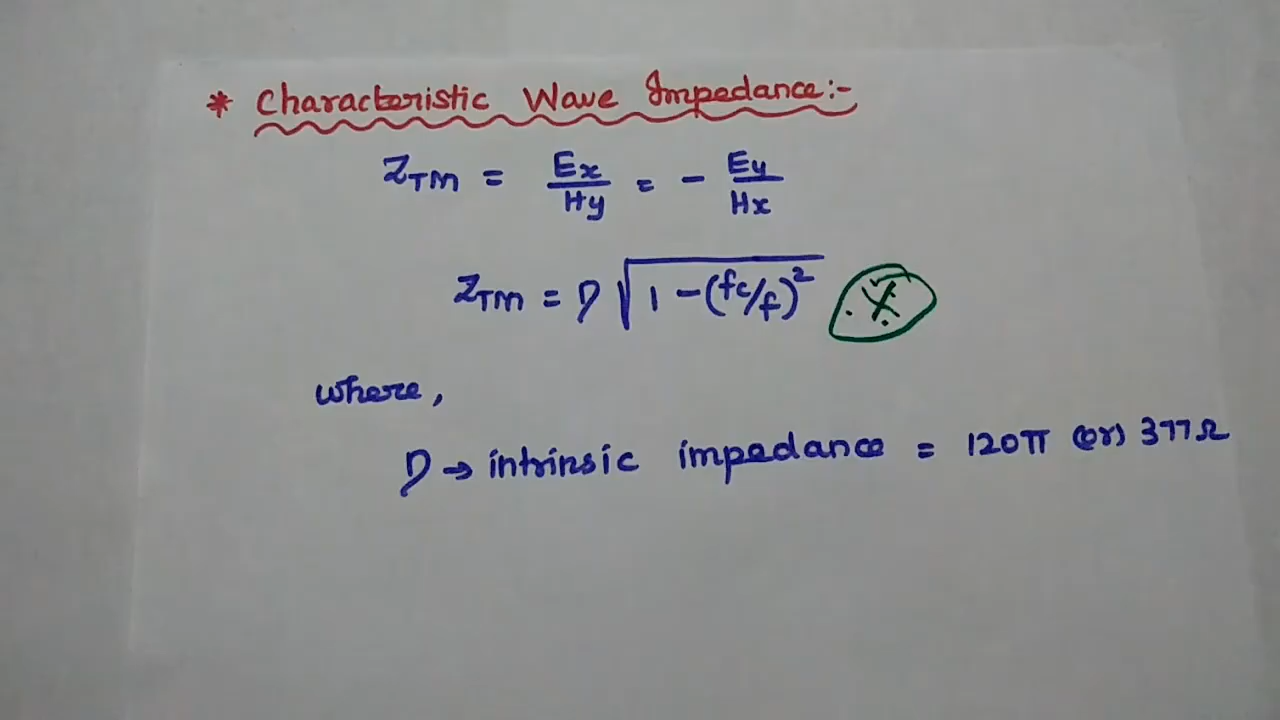 * Characteristic Wave Impedance:-
Z_TM = Ex/Hy = - Ey/Hx
Z_TM = η √(1 - (fc/f)²)
where,
η → intrinsic impedance = 120π (or) 377Ω